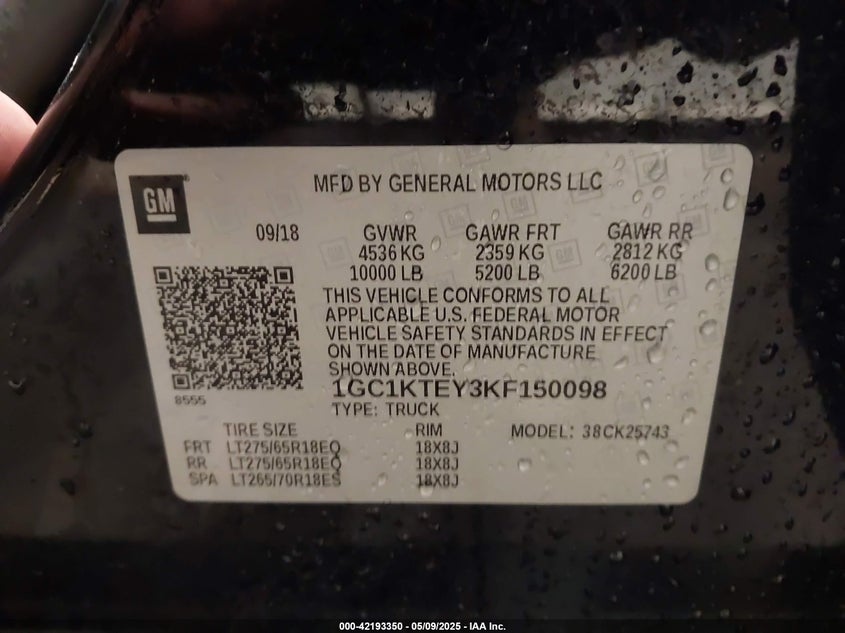 GM
MFD BY GENERAL MOTORS LLC
09/18 GVWR GAWR FRT GAWR RR
4536 KG 2359 KG 2812 KG
10000 LB 5200 LB 6200 LB
THIS VEHICLE CONFORMS TO ALL
APPLICABLE U.S. FEDERAL MOTOR
VEHICLE SAFETY STANDARDS IN EFFECT
ON THE DATE OF MANUFACTURE
SHOWN ABOVE.
1GC1KTEY3KF150098
8555
TYPE: TRUCK
TIRE SIZE RIM MODEL: 38CK25743
FRT LT275/65R18EQ 18X8J
RR LT275/65R18EQ 18X8J
SPA LT265/70R18ES 18X8J
000-42193350 - 05/09/2025 - IAA Inc.